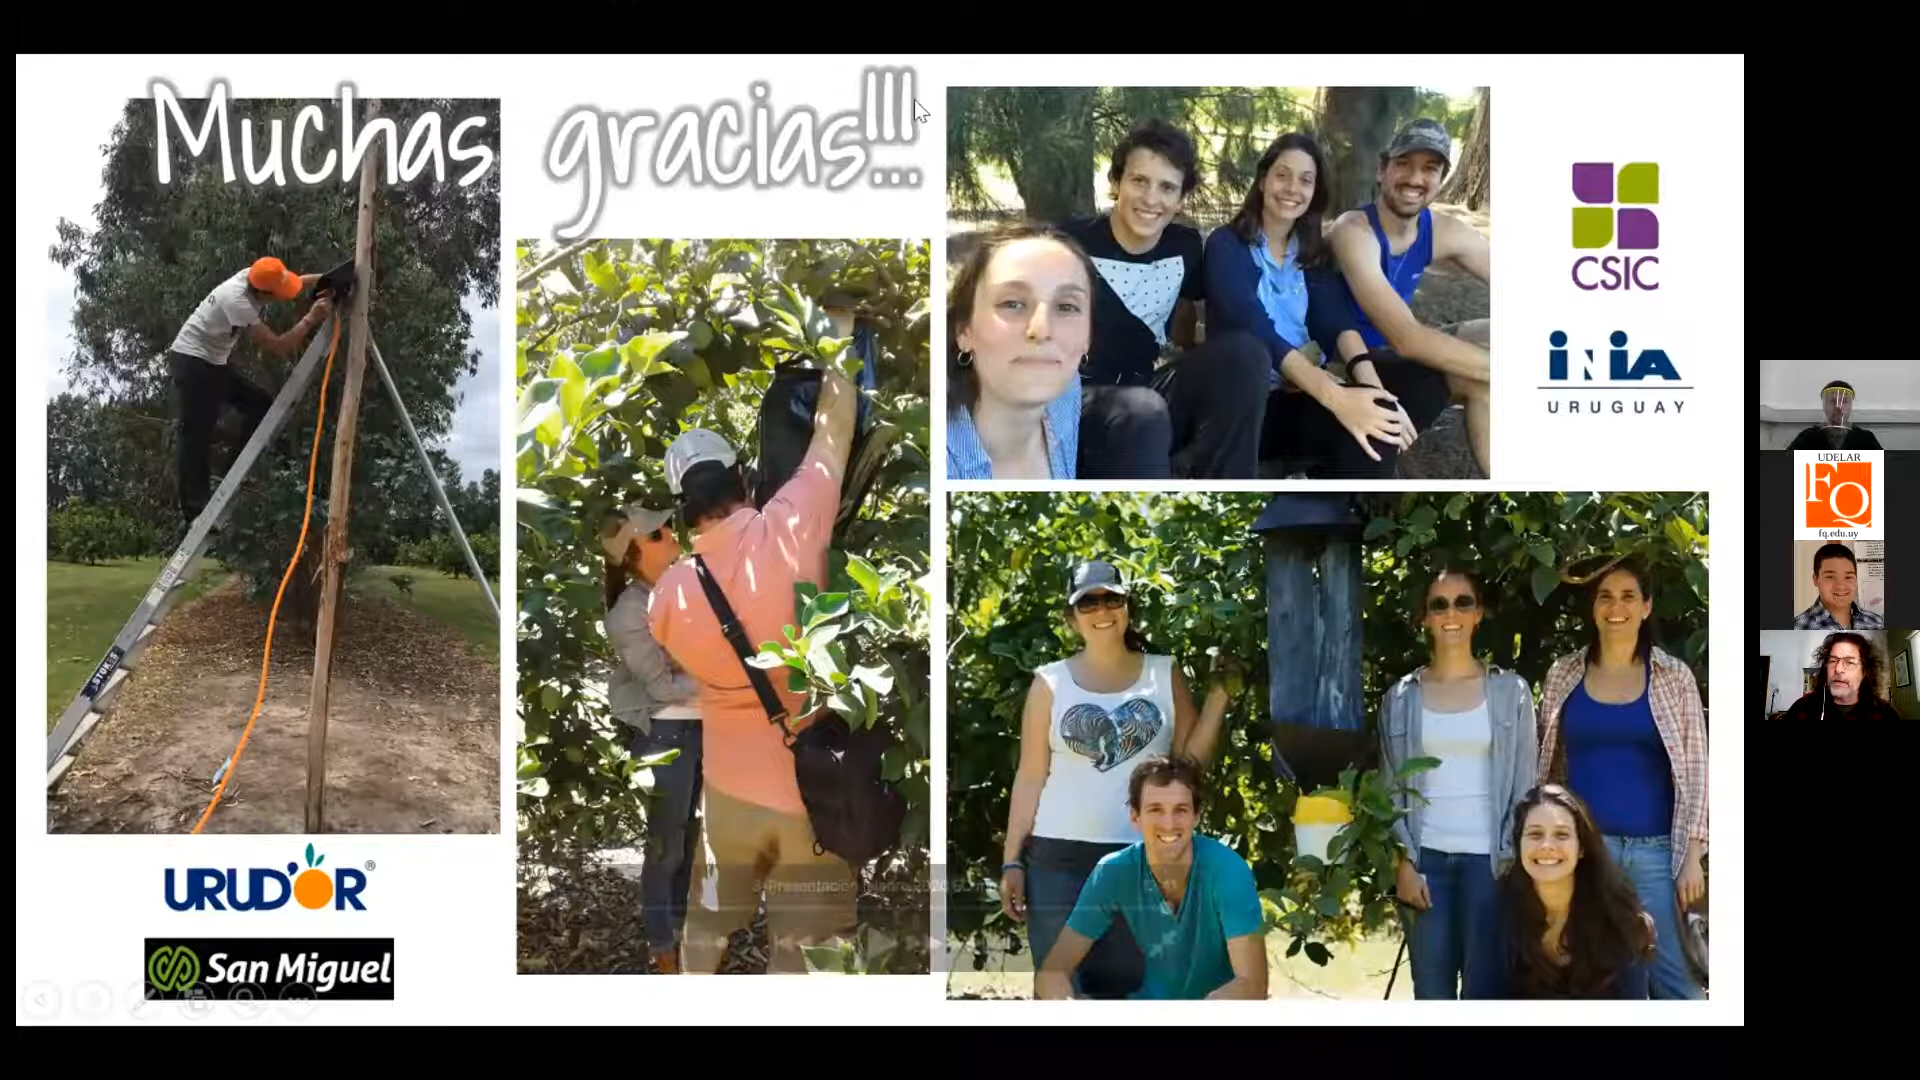 Muchas gracias!!!
CSIC
iNiA
URUGUAY
UDELAR
FQ
fq.edu.uy
URUD'OR®
San Miguel